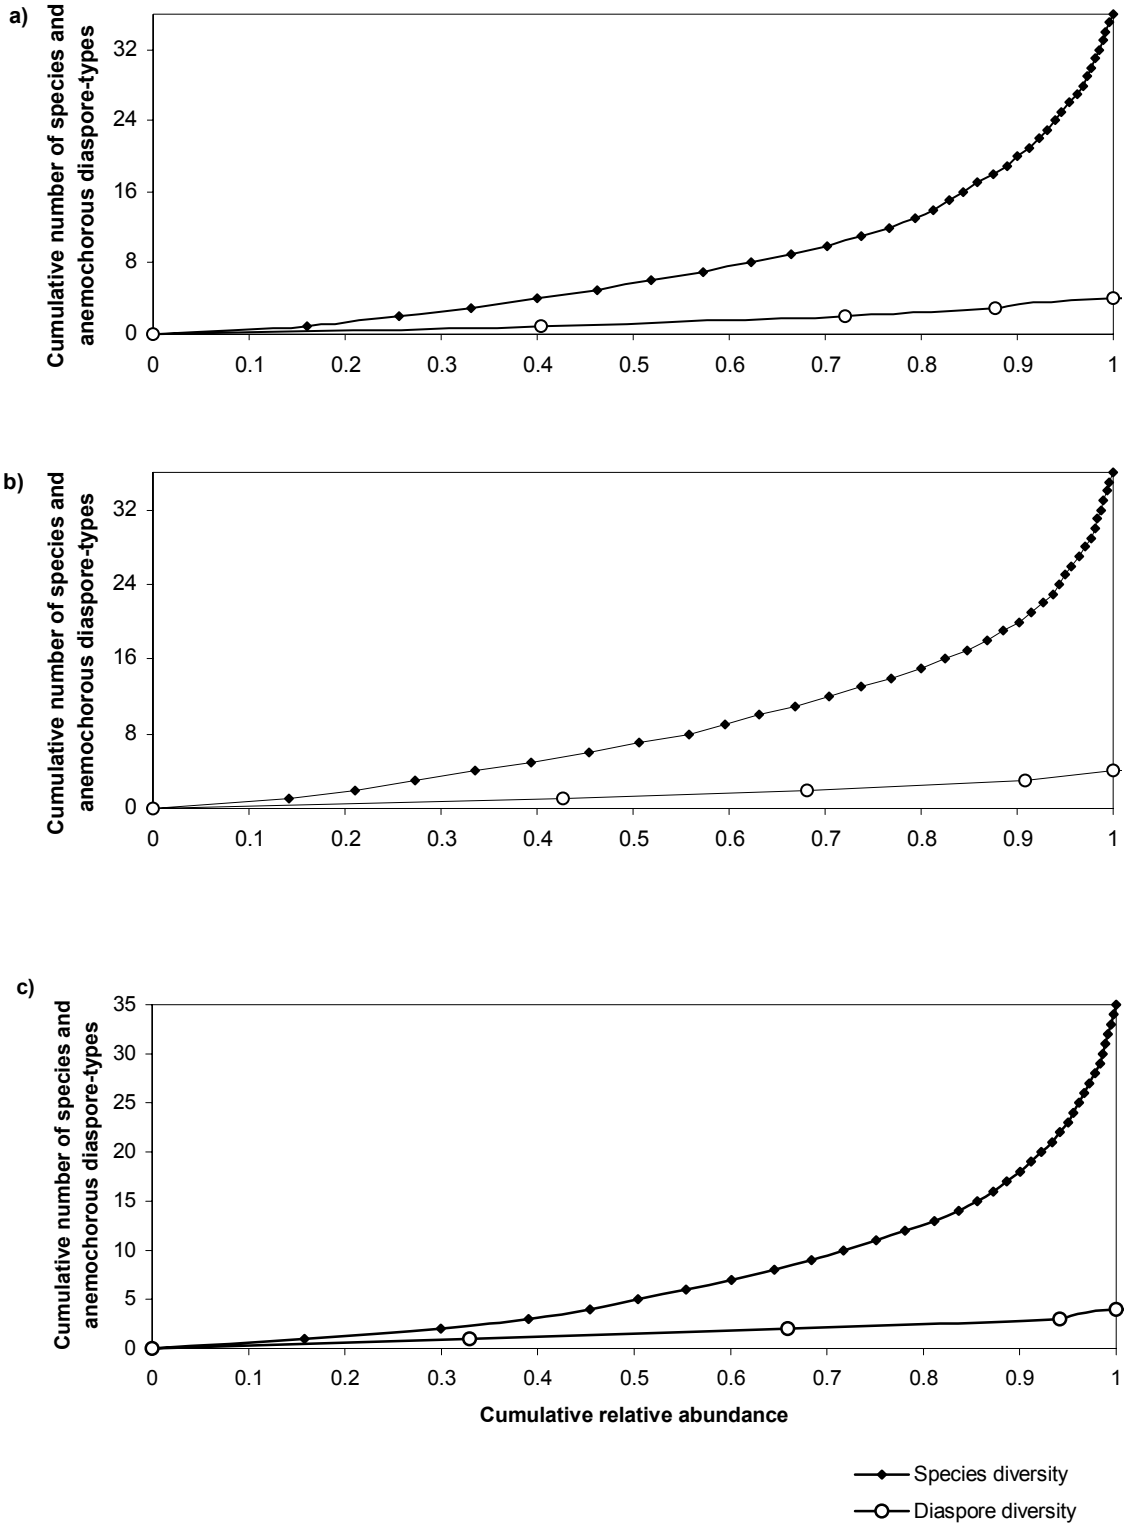 a)
Cumulative number of species and
anemochorous diaspore-types
32
24
16
8
0
0 0.1 0.2 0.3 0.4 0.5 0.6 0.7 0.8 0.9 1
b)
Cumulative number of species and
anemochorous diaspore-types
32
24
16
8
0
0 0.1 0.2 0.3 0.4 0.5 0.6 0.7 0.8 0.9 1
c)
Cumulative number of species and
anemochorous diaspore-types
35
30
25
20
15
10
5
0
0 0.1 0.2 0.3 0.4 0.5 0.6 0.7 0.8 0.9 1
Cumulative relative abundance
Species diversity
Diaspore diversity